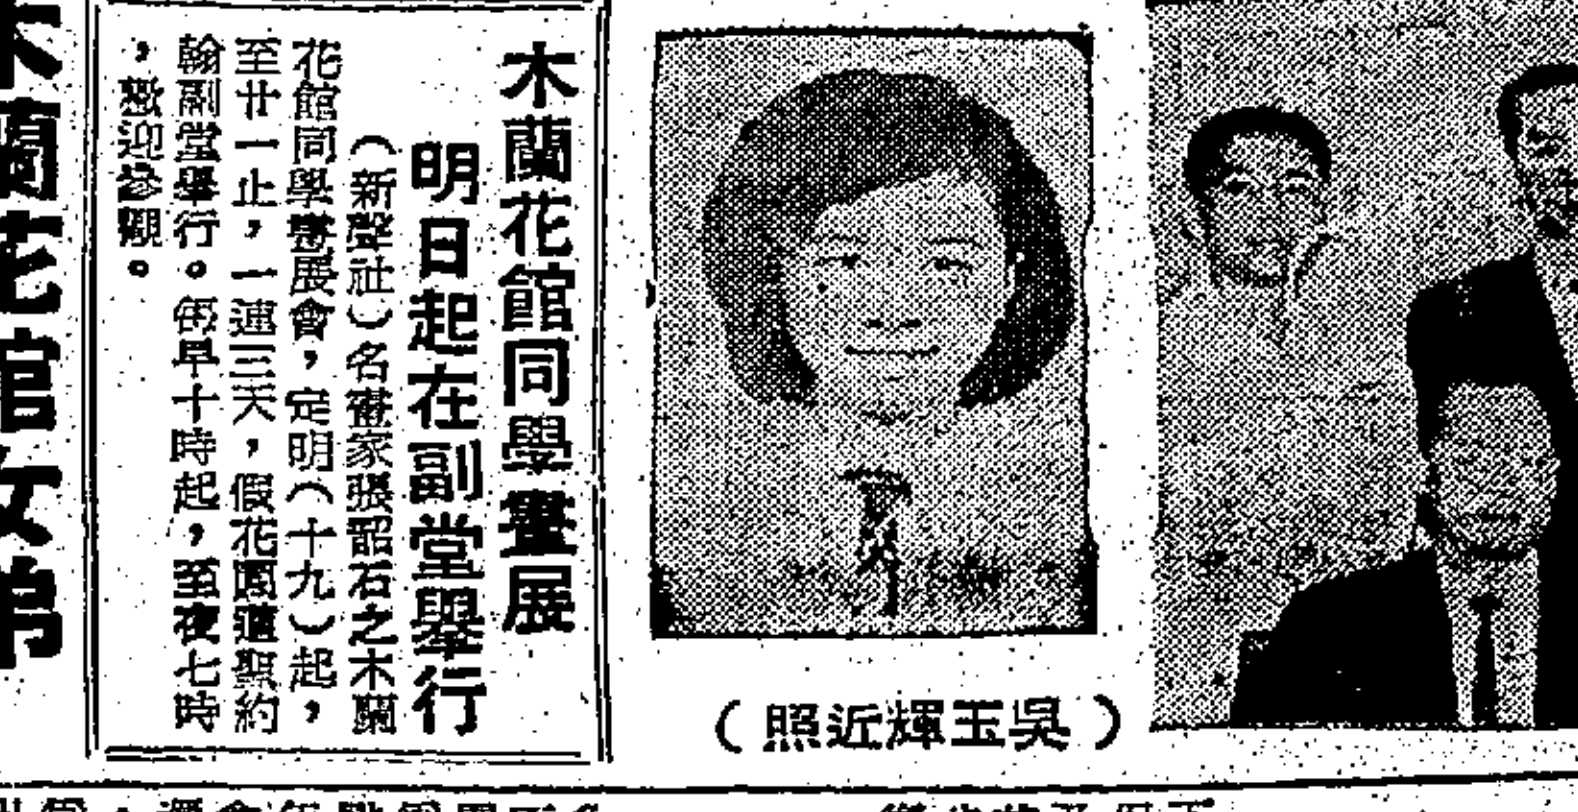 木蘭花館同學畫展
明日起在副堂舉行
（新聲社）名畫家張韶石之木蘭
花館同學畫展會，定明（十九）起，
至廿一止，一連三天，假花園道聖約
翰副堂舉行。每早十時起，至夜七時
，歡迎參觀。
（照近輝玉吳）
木蘭花館女弟